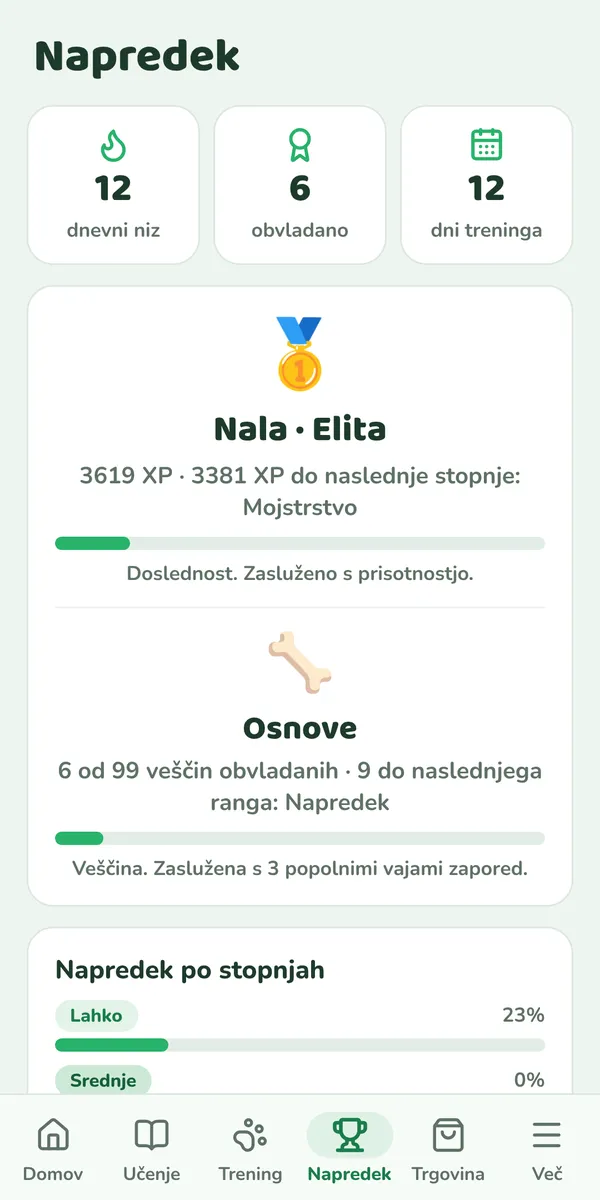 Napredek
12
dnevni niz
6
obvladano
12
dni treninga
1
Nala · Elita
3619 XP · 3381 XP do naslednje stopnje:
Mojstrstvo
Doslednost. Zasluženo s prisotnostjo.
Osnove
6 od 99 veščin obvladanih · 9 do naslednjega
ranga: Napredek
Veščina. Zaslužena s 3 popolnimi vajami zapored.
Napredek po stopnjah
Lahko 23%
Srednje 0%
Domov Učenje Trening Napredek Trgovina Več